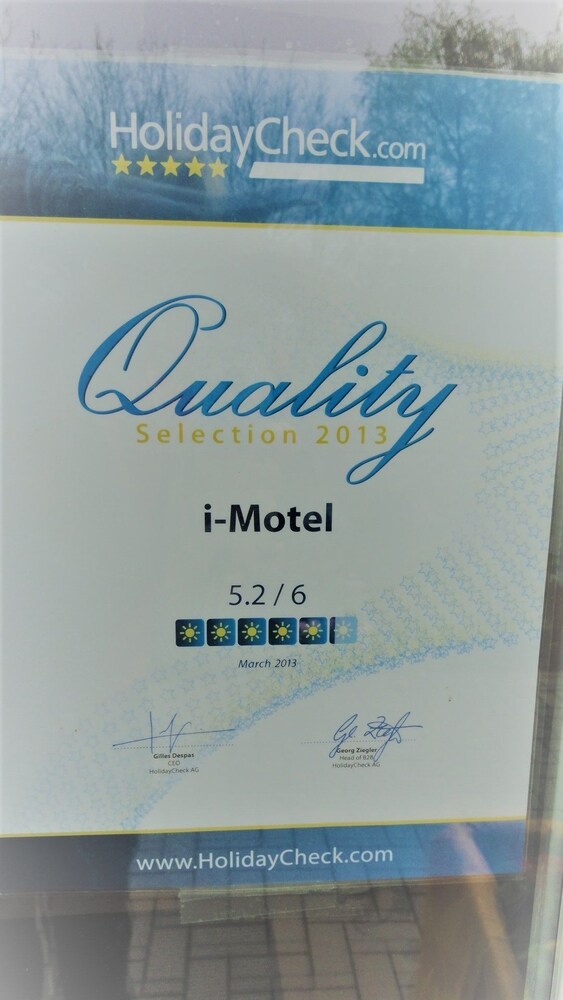 HolidayCheck.com
Quality
Selection 2013
i-Motel
5.2 / 6
March 2013
Gilles Despas
CEO
HolidayCheck AG
Georg Ziegler
Head of B2B
HolidayCheck AG
www.HolidayCheck.com